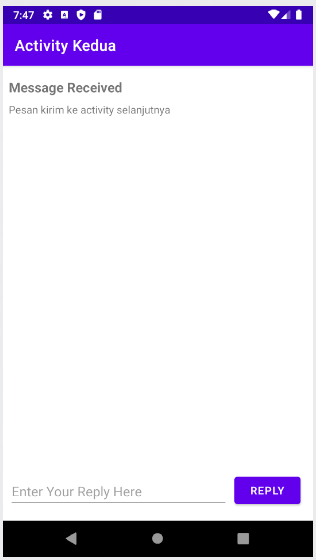 7:47
Activity Kedua
Message Received
Pesan kirim ke activity selanjutnya
Enter Your Reply Here
REPLY